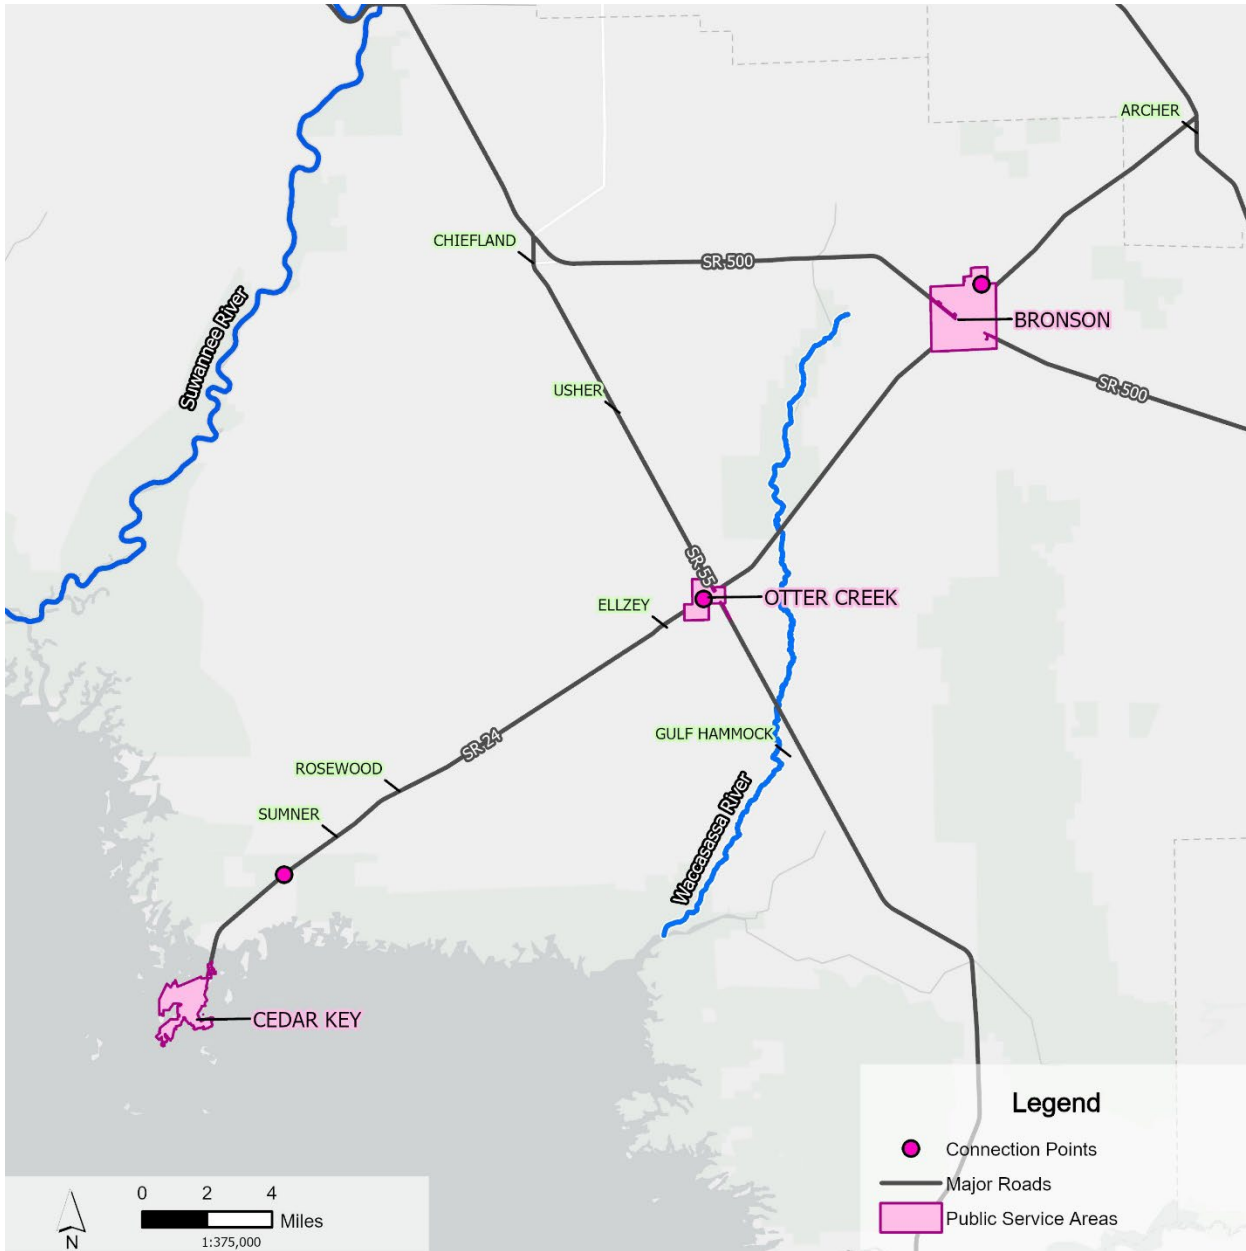 ARCHER
CHIEFLAND
SR 500
BRONSON
Suwannee River
USHER
SR 500
SR 55
OTTER CREEK
ELLZEY
GULF HAMMOCK
SR 24
ROSEWOOD
SUMNER
Waccasassa River
CEDAR KEY
Legend
Connection Points
Major Roads
Public Service Areas
N
0 2 4
Miles
1:375,000